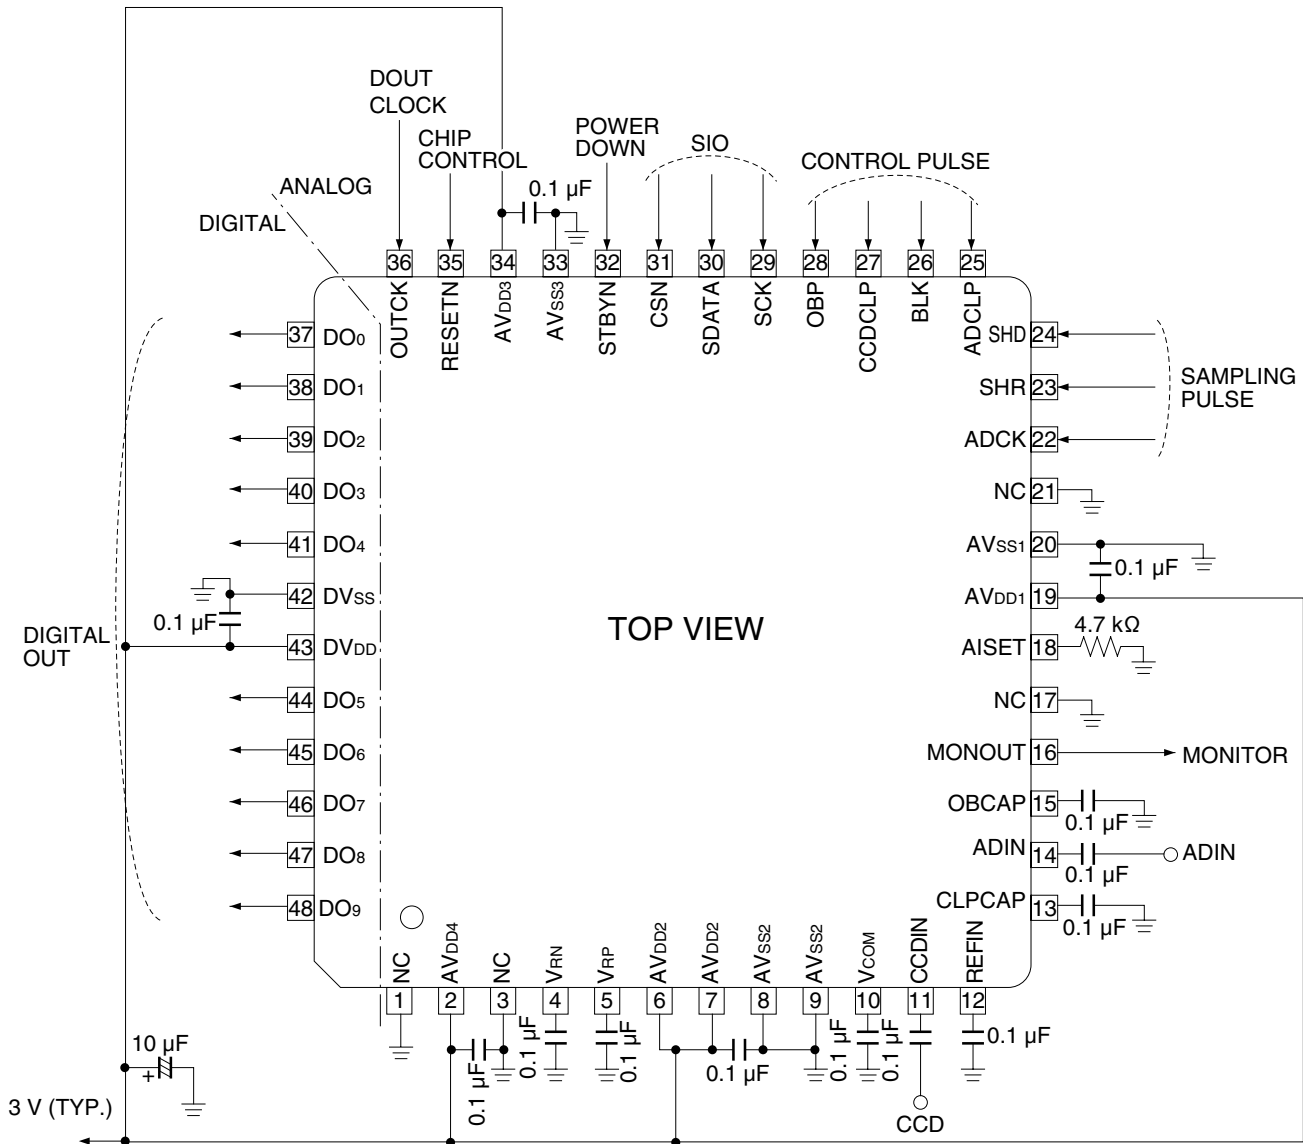 DOUT
CLOCK
CHIP
CONTROL
POWER
DOWN
SIO
CONTROL PULSE
ANALOG
DIGITAL
0.1 µF
36 35 34 33 32 31 30 29 28 27 26 25
OUTCK
RESETN
AVDD3
AVSS3
STBYN
CSN
SDATA
SCK
OBP
CCDCLP
BLK
ADCLP
37 DO0
38 DO1
39 DO2
40 DO3
41 DO4
42 DVSS
0.1 µF
43 DVDD
44 DO5
45 DO6
46 DO7
47 DO8
48 DO9
DIGITAL
OUT
TOP VIEW
SHD 24
SHR 23
ADCK 22
SAMPLING
PULSE
NC 21
AVSS1 20
0.1 µF
AVDD1 19
4.7 kΩ
AISET 18
NC 17
MONOUT 16
MONITOR
OBCAP 15
0.1 µF
ADIN 14
ADIN
0.1 µF
CLPCAP 13
0.1 µF
NC
AVDD4
NC
VRN
VRP
AVDD2
AVDD2
AVSS2
AVSS2
VCOM
CCDIN
REFIN
1 2 3 4 5 6 7 8 9 10 11 12
0.1 µF
0.1 µF
0.1 µF
0.1 µF
0.1 µF
0.1 µF
0.1 µF
CCD
10 µF
+
3 V (TYP.)